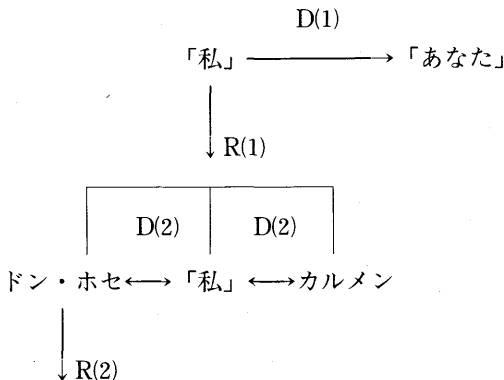 D(1)
「私」 「あなた」
R(1)
D(2) D(2)
ドン・ホセ 「私」 カルメン
R(2)